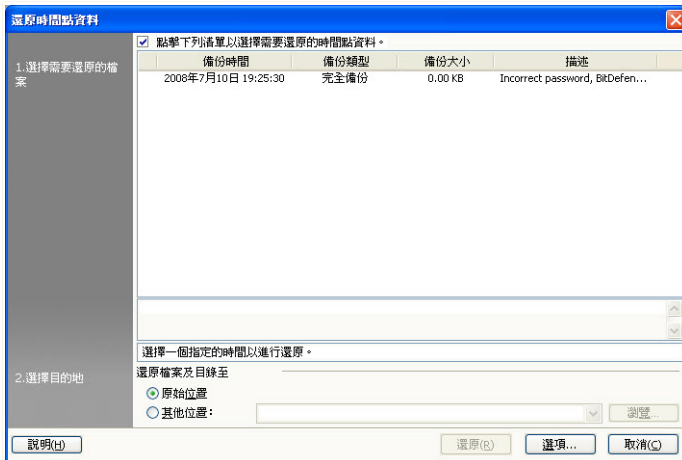 還原時間點資料
1.選擇需要還原的檔
案
點擊下列清單以選擇需要還原的時間點資料。
備份時間 備份類型 備份大小 描述
2008年7月10日 19:25:30 完全備份 0.00 KB Incorrect password, BitDefen...
選擇一個指定的時間以進行還原。
2.選擇目的地
還原檔案及目錄至
原始位置
其他位置：
瀏覽...
說明(H) 還原(R) 選項... 取消(C)